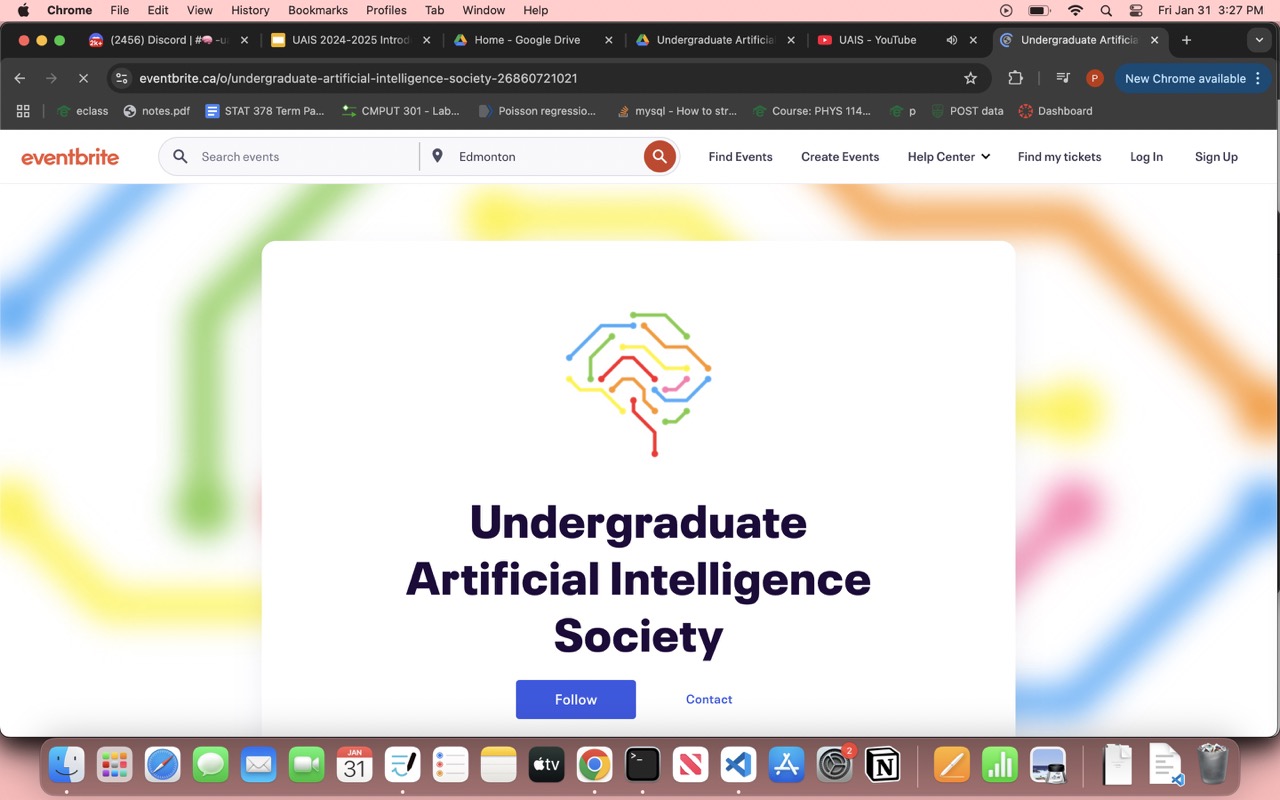 Chrome File Edit View History Bookmarks Profiles Tab Window Help Fri Jan 31 3:27 PM
2K+ (2456) Discord | #🧠-u UAIS 2024-2025 Introd Home - Google Drive Undergraduate Artificia UAIS - YouTube Undergraduate Artificia
eventbrite.ca/o/undergraduate-artificial-intelligence-society-26860721021 P New Chrome available
eclass notes.pdf STAT 378 Term Pa... CMPUT 301 - Lab... Poisson regressio... mysql - How to str... Course: PHYS 114... p POST data Dashboard
eventbrite Search events Edmonton Find Events Create Events Help Center Find my tickets Log In Sign Up
Undergraduate
Artificial Intelligence
Society
Follow Contact
JAN
31 tv 2